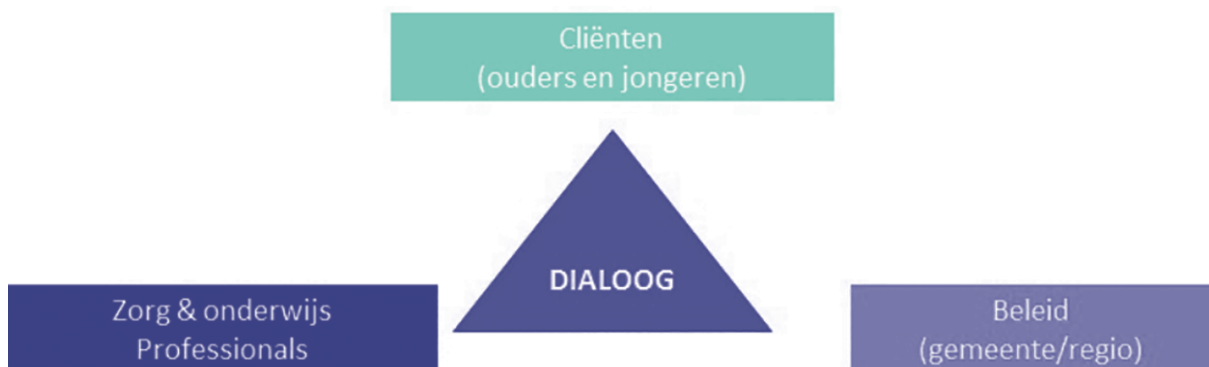 Cliënten
(ouders en jongeren)
DIALOOG
Zorg & onderwijs
Professionals
Beleid
(gemeente/regio)